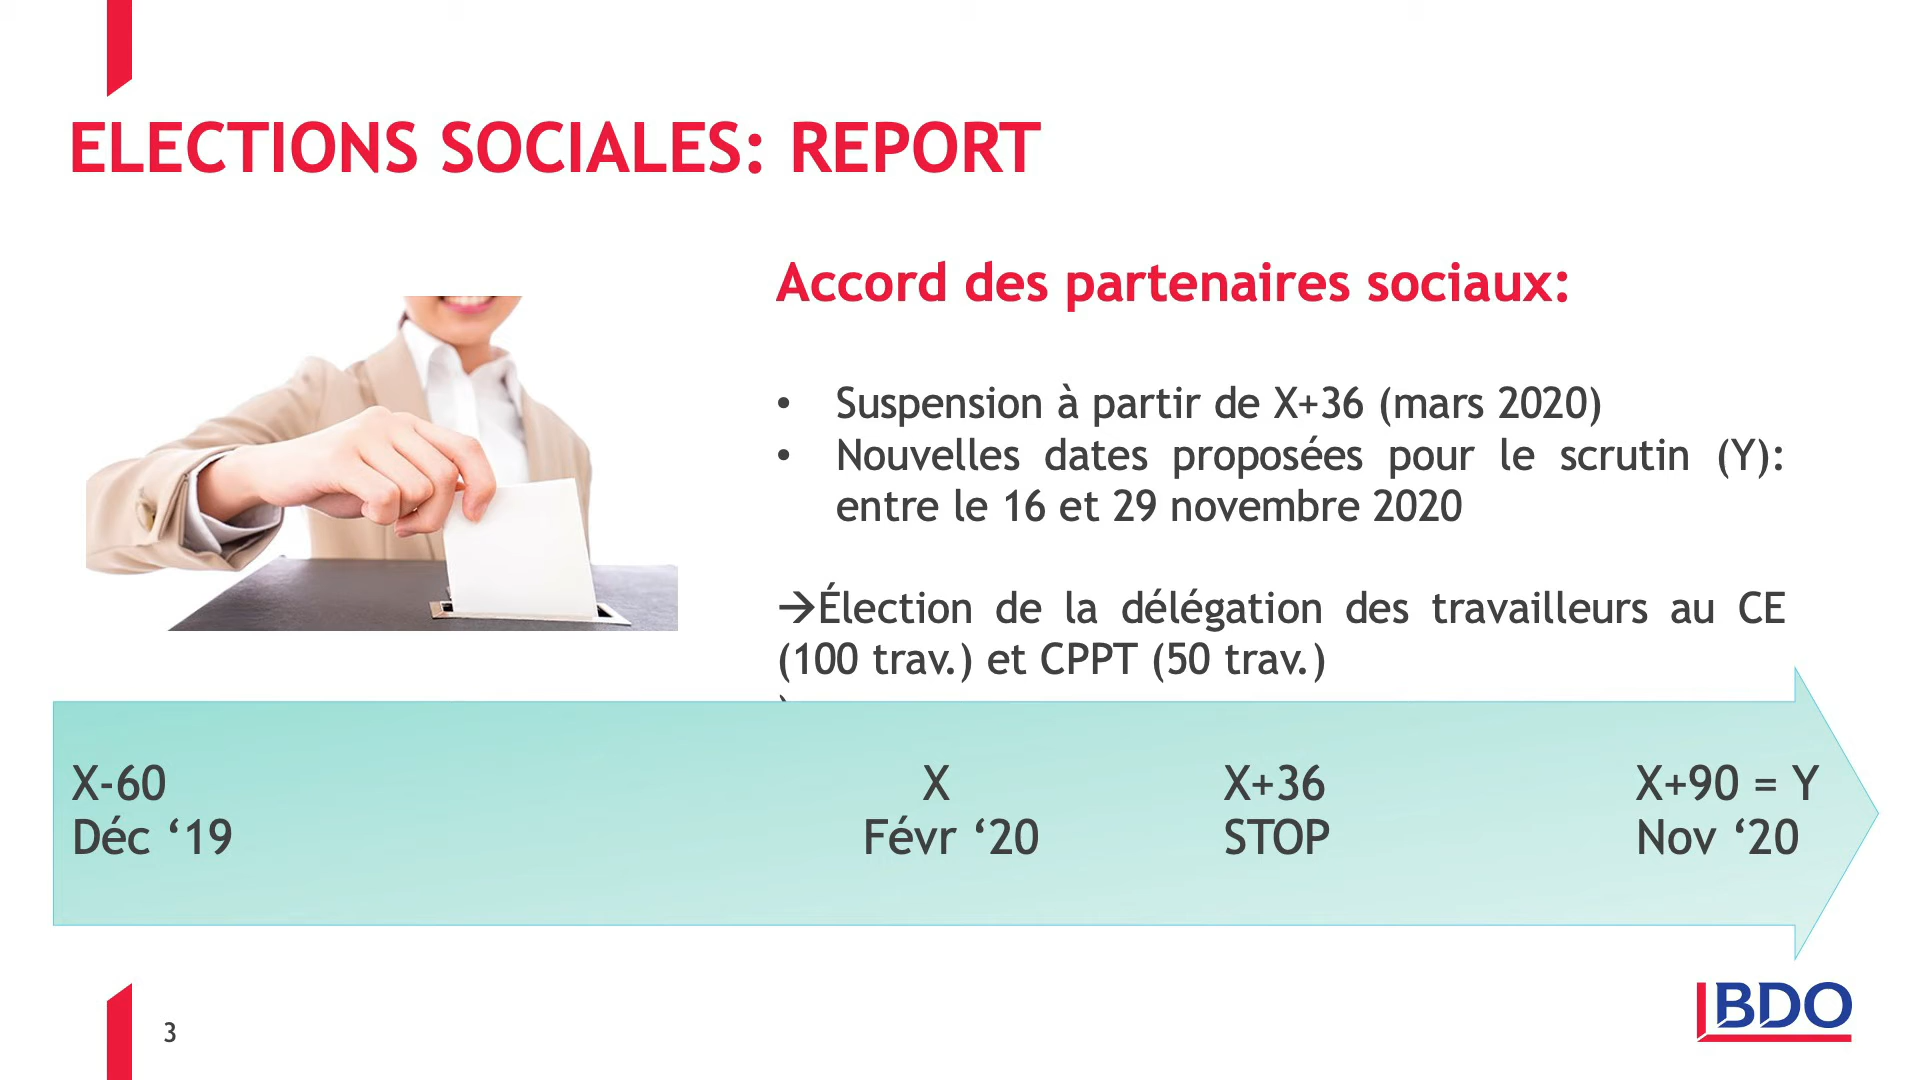 ELECTIONS SOCIALES: REPORT
Accord des partenaires sociaux:
• Suspension à partir de X+36 (mars 2020)
• Nouvelles dates proposées pour le scrutin (Y):
entre le 16 et 29 novembre 2020
→Élection de la délégation des travailleurs au CE
(100 trav.) et CPPT (50 trav.)
X-60 X X+36 X+90 = Y
Déc ‘19 Févr ‘20 STOP Nov ‘20
3
BDO